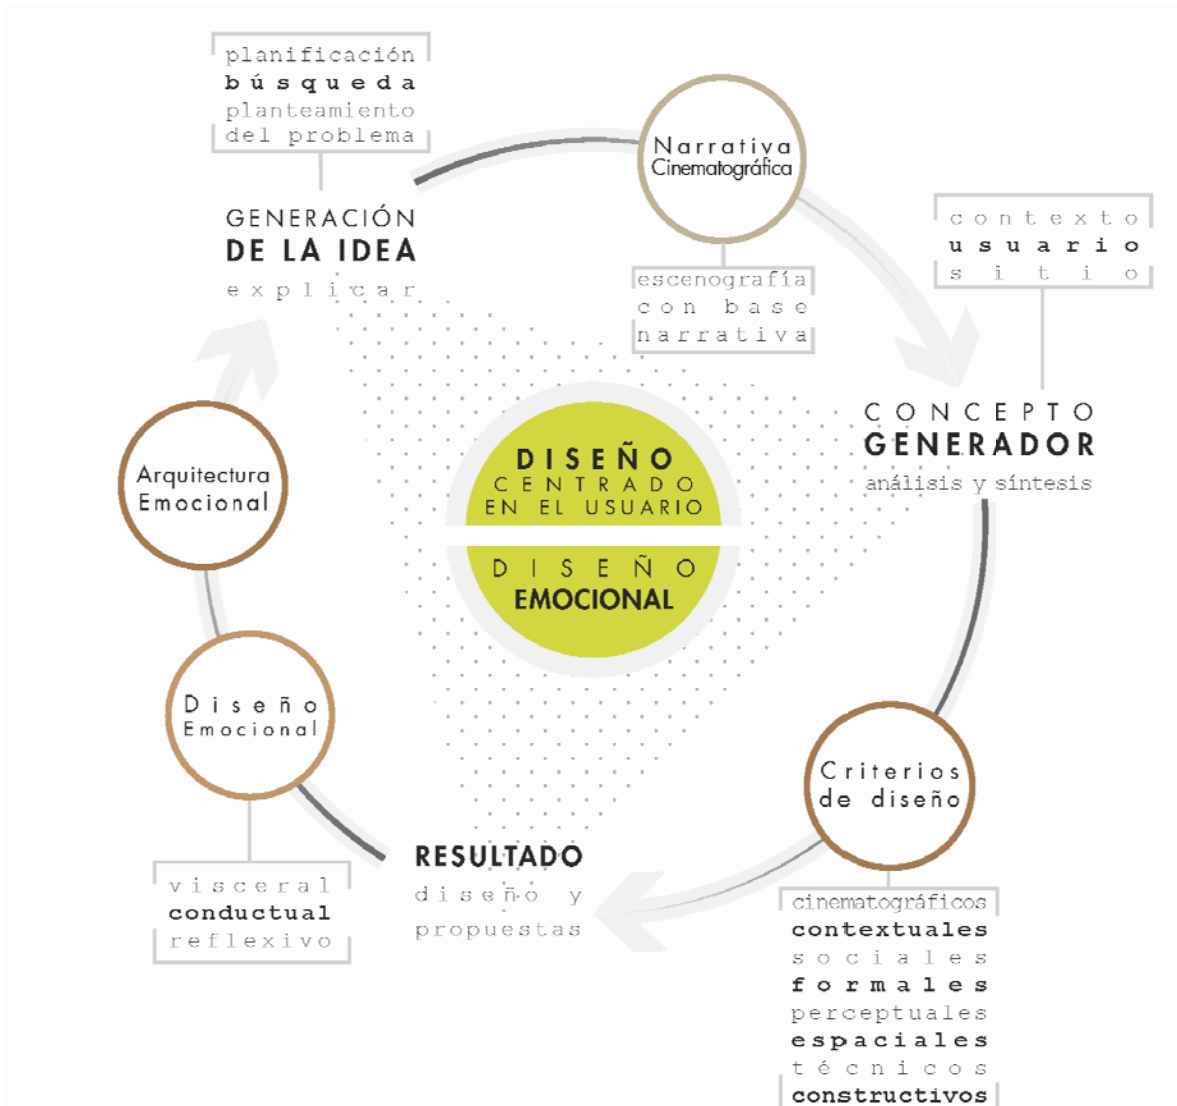 planificación
búsqueda
planteamiento
del problema
GENERACIÓN
DE LA IDEA
explicar
Narrativa
Cinematográfica
escenografía
con base
narrativa
contexto
usuario
sitio
CONCEPTO
GENERADOR
análisis y síntesis
DISEÑO
CENTRADO
EN EL USUARIO
DISEÑO
EMOCIONAL
Arquitectura
Emocional
Diseño
Emocional
visceral
conductual
reflexivo
RESULTADO
diseño y
propuestas
Criterios
de diseño
cinematográficos
contextuales
sociales
formales
perceptuales
espaciales
técnicos
constructivos